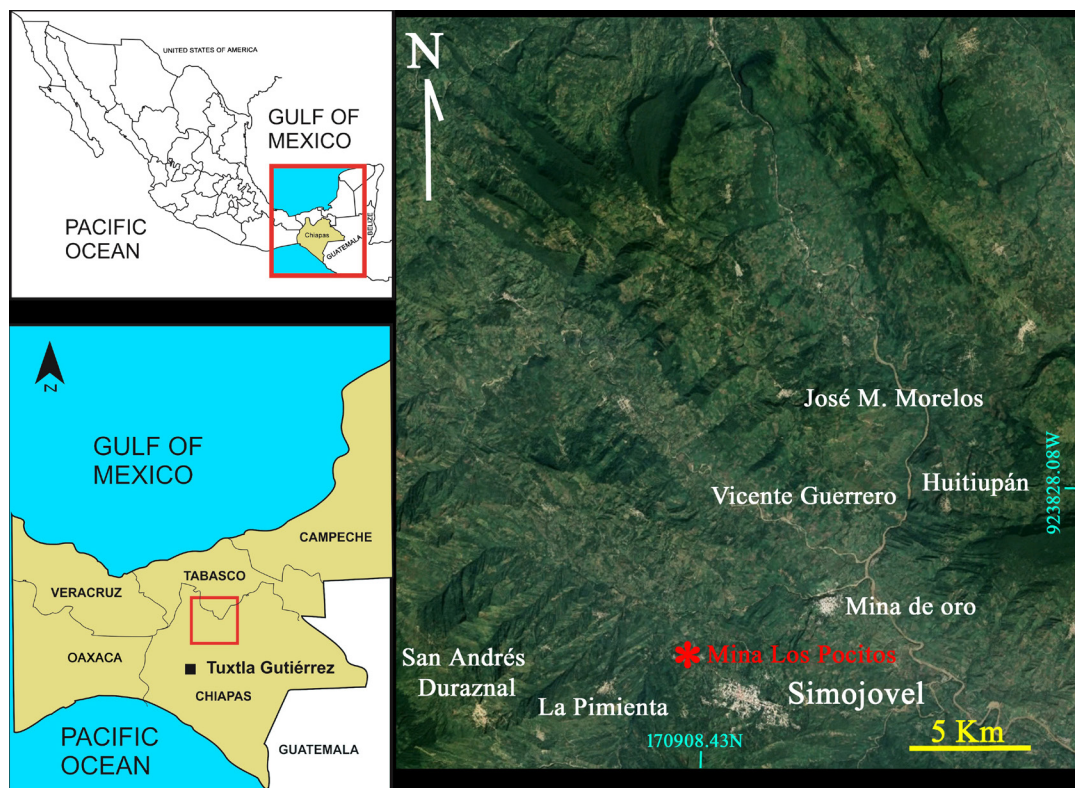 UNITED STATES OF AMERICA
GULF OF
MEXICO
PACIFIC
OCEAN
Chiapas
GUATEMALA
BELIZE
N
GULF OF
MEXICO
CAMPECHE
TABASCO
VERACRUZ
OAXACA
Tuxtla Gutiérrez
CHIAPAS
PACIFIC
OCEAN
GUATEMALA
N
José M. Morelos
Huitiupán
Vicente Guerrero
923828.08W
Mina de oro
Mina Los Pocitos
San Andrés
Duraznal
La Pimienta
Simojovel
170908.43N
5 Km